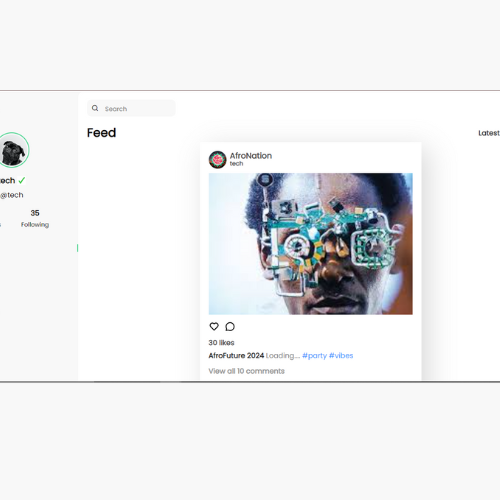 Search
Feed
Latest
tech
@tech
35
Following
AfroNation
tech
30 likes
AfroFuture 2024 Loading.... #party #vibes
View all 10 comments